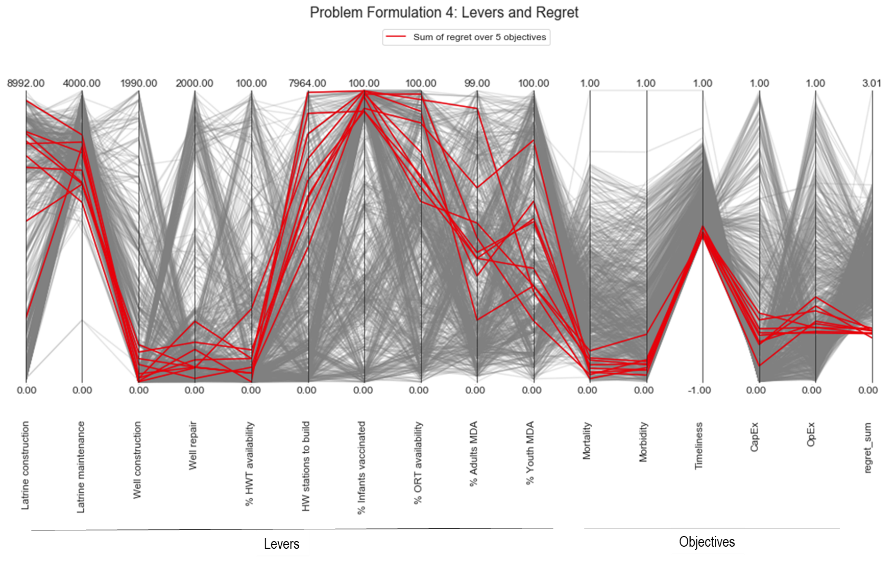 Problem Formulation 4: Levers and Regret
Sum of regret over 5 objectives
8992.00 4000.00 1990.00 2000.00 100.00 7964.00 100.00 100.00 99.00 100.00 1.00 1.00 1.00 1.00 1.00 3.01
0.00 0.00 0.00 0.00 0.00 0.00 0.00 0.00 0.00 0.00 0.00 0.00 -1.00 0.00 0.00 0.00
Latrine construction
Latrine maintenance
Well construction
Well repair
% HWT availability
HW stations to build
% Infants vaccinated
% ORT availability
% Adults MDA
% Youth MDA
Mortality
Morbidity
Timeliness
CapEx
OpEx
regret_sum
Levers
Objectives